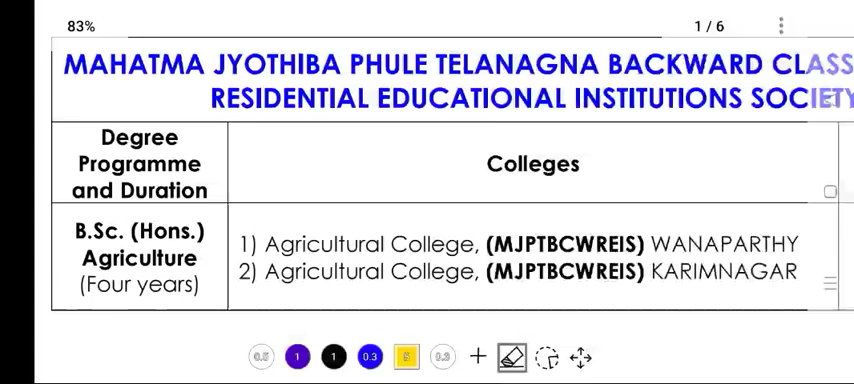 83%
1 / 6
MAHATMA JYOTHIBA PHULE TELANAGNA BACKWARD CLASS
RESIDENTIAL EDUCATIONAL INSTITUTIONS SOCIETY
Degree
Programme
and Duration
Colleges
B.Sc. (Hons.)
Agriculture
(Four years)
1) Agricultural College, (MJPTBCWREIS) WANAPARTHY
2) Agricultural College, (MJPTBCWREIS) KARIMNAGAR
0.5 1 1 0.3 5 0.3